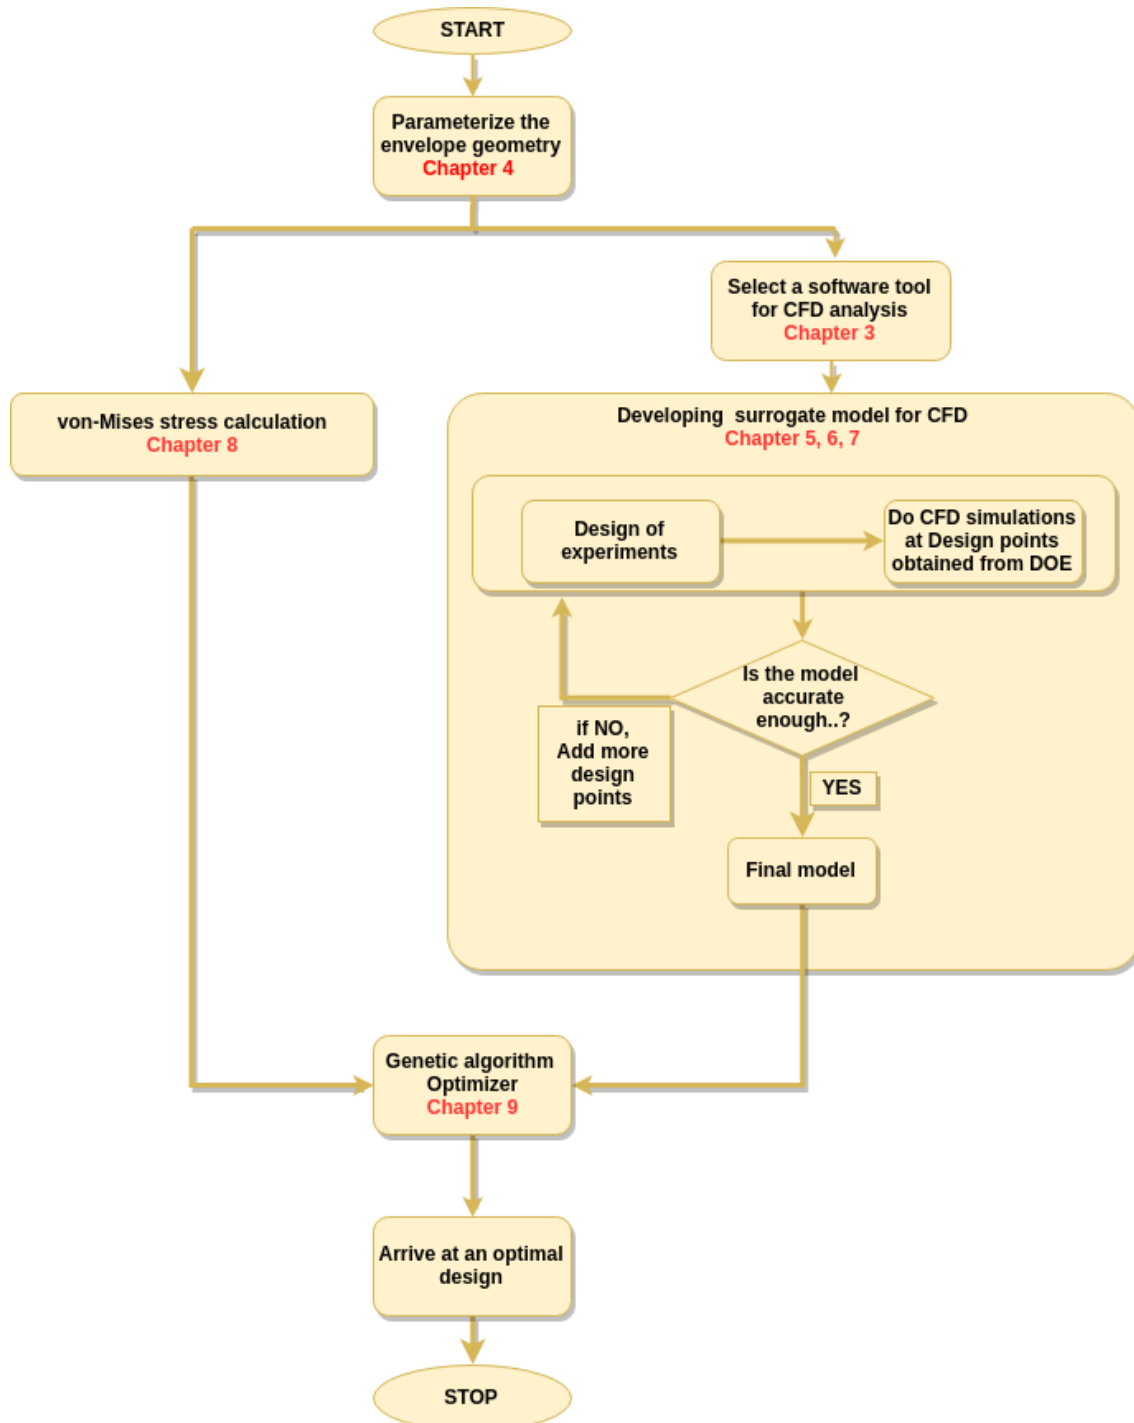 START
Parameterize the
envelope geometry
Chapter 4
Select a software tool
for CFD analysis
Chapter 3
von-Mises stress calculation
Chapter 8
Developing surrogate model for CFD
Chapter 5, 6, 7
Design of
experiments
Do CFD simulations
at Design points
obtained from DOE
Is the model
accurate
enough..?
if NO,
Add more
design
points
YES
Final model
Genetic algorithm
Optimizer
Chapter 9
Arrive at an optimal
design
STOP